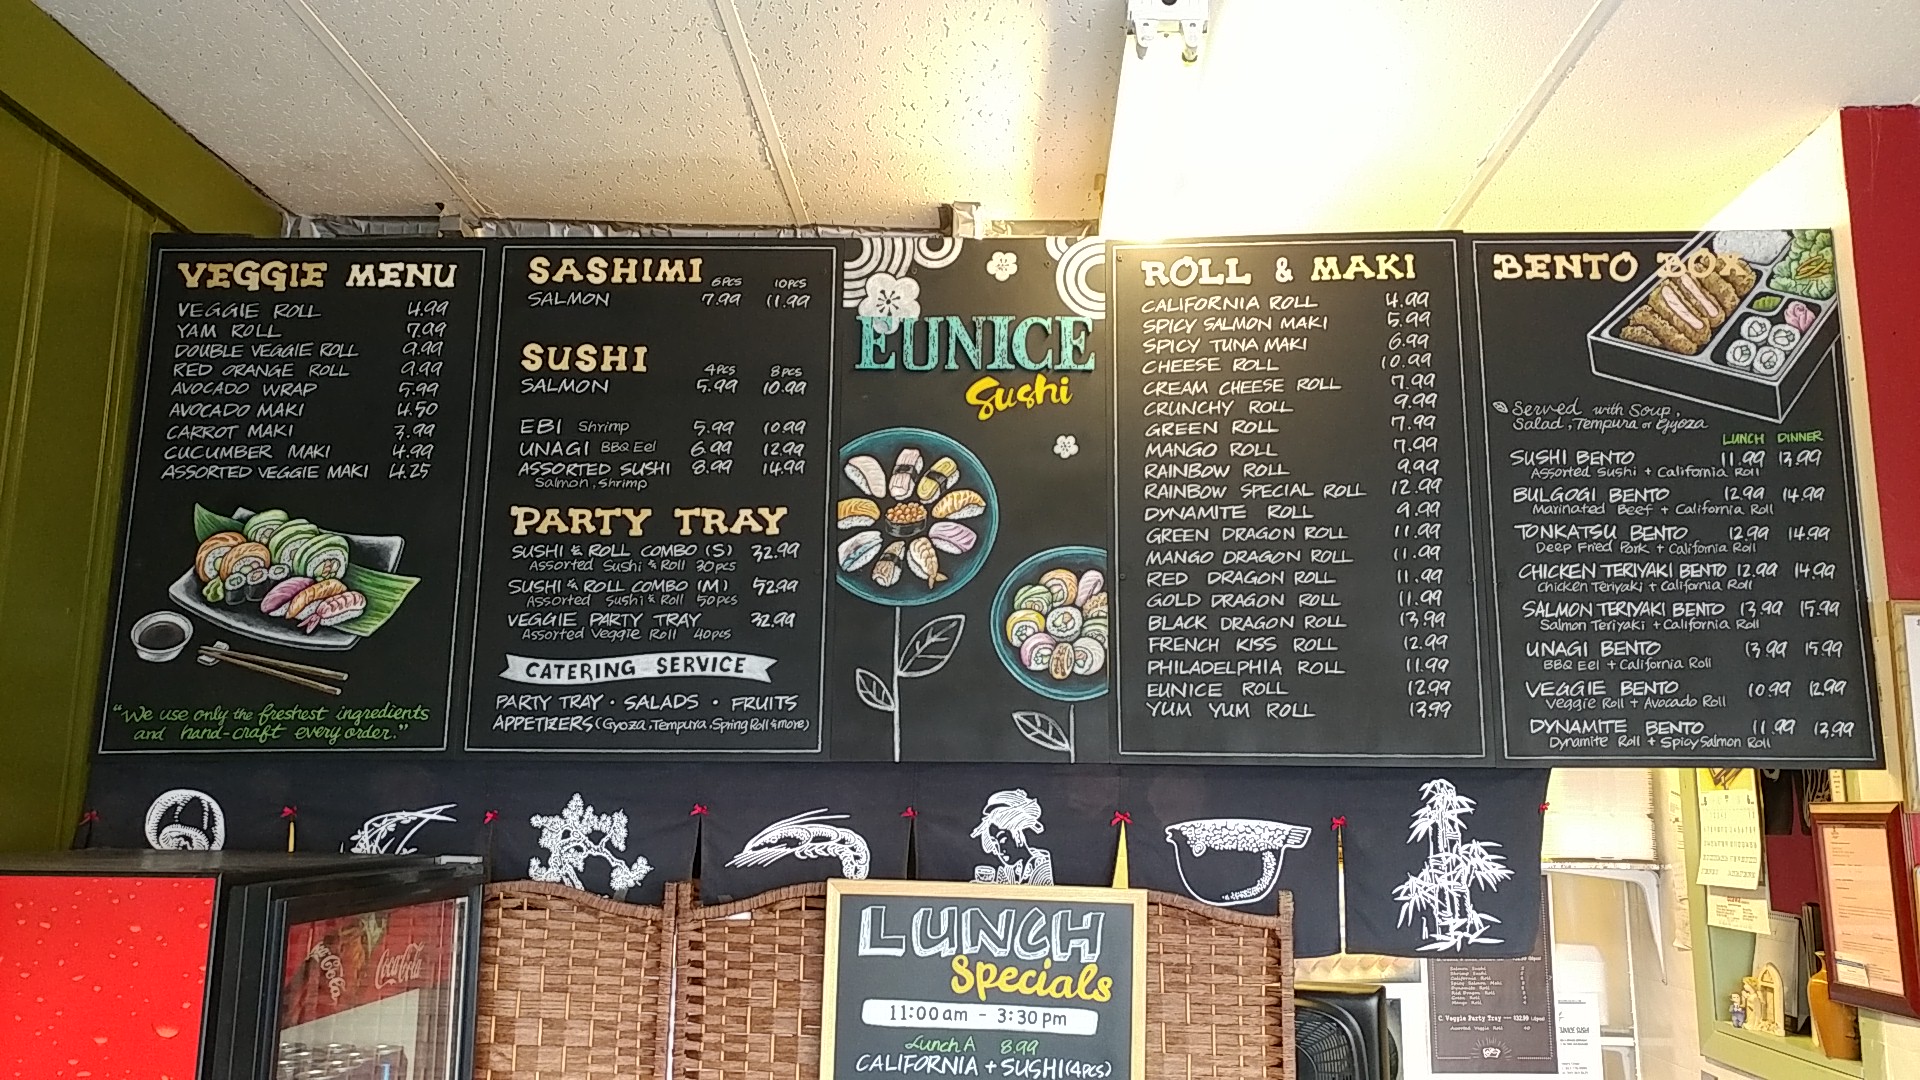 VEGGIE MENU
VEGGIE ROLL 4.99
YAM ROLL 7.99
DOUBLE VEGGIE ROLL 9.99
RED ORANGE ROLL 9.99
AVOCADO WRAP 5.99
AVOCADO MAKI 4.50
CARROT MAKI 3.99
CUCUMBER MAKI 4.99
ASSORTED VEGGIE MAKI 4.25
"We use only the freshest ingredients
and hand-craft every order."
SASHIMI 6PCS 10PCS
SALMON 7.99 11.99
SUSHI 4PCS 8PCS
SALMON 5.99 10.99
EBI Shrimp 5.99 10.99
UNAGI BBQ Eel 6.99 12.99
ASSORTED SUSHI 8.99 14.99
Salmon, Shrimp
PARTY TRAY
SUSHI & ROLL COMBO (S) 32.99
Assorted Sushi & Roll 30pcs
SUSHI & ROLL COMBO (M) 52.99
Assorted Sushi & Roll 50pcs
VEGGIE PARTY TRAY 32.99
Assorted Veggie Roll 40pcs
CATERING SERVICE
PARTY TRAY · SALADS · FRUITS
APPETIZERS (Gyoza, Tempura, Spring Roll & more)
EUNICE
Sushi
ROLL & MAKI
CALIFORNIA ROLL 4.99
SPICY SALMON MAKI 5.99
SPICY TUNA MAKI 6.99
CHEESE ROLL 10.99
CREAM CHEESE ROLL 7.99
CRUNCHY ROLL 9.99
GREEN ROLL 7.99
MANGO ROLL 7.99
RAINBOW ROLL 9.99
RAINBOW SPECIAL ROLL 12.99
DYNAMITE ROLL 9.99
GREEN DRAGON ROLL 11.99
MANGO DRAGON ROLL 11.99
RED DRAGON ROLL 11.99
GOLD DRAGON ROLL 11.99
BLACK DRAGON ROLL 13.99
FRENCH KISS ROLL 12.99
PHILADELPHIA ROLL 11.99
EUNICE ROLL 12.99
YUM YUM ROLL 13.99
BENTO BOX
Served with Soup,
Salad, Tempura or Gyoza
LUNCH DINNER
SUSHI BENTO 11.99 13.99
Assorted Sushi + California Roll
BULGOGI BENTO 12.99 14.99
Marinated Beef + California Roll
TONKATSU BENTO 12.99 14.99
Deep Fried Pork + California Roll
CHICKEN TERIYAKI BENTO 12.99 14.99
Chicken Teriyaki + California Roll
SALMON TERIYAKI BENTO 13.99 15.99
Salmon Teriyaki + California Roll
UNAGI BENTO 13.99 15.99
BBQ Eel + California Roll
VEGGIE BENTO 10.99 12.99
Veggie Roll + Avocado Roll
DYNAMITE BENTO 11.99 13.99
Dynamite Roll + Spicy Salmon Roll
Coca-Cola
Coca-Cola
LUNCH
Specials
11:00am - 3:30pm
Lunch A 8.99
CALIFORNIA + SUSHI (4PCS)
C. Veggie Party Tray
Assorted Veggie Roll 40